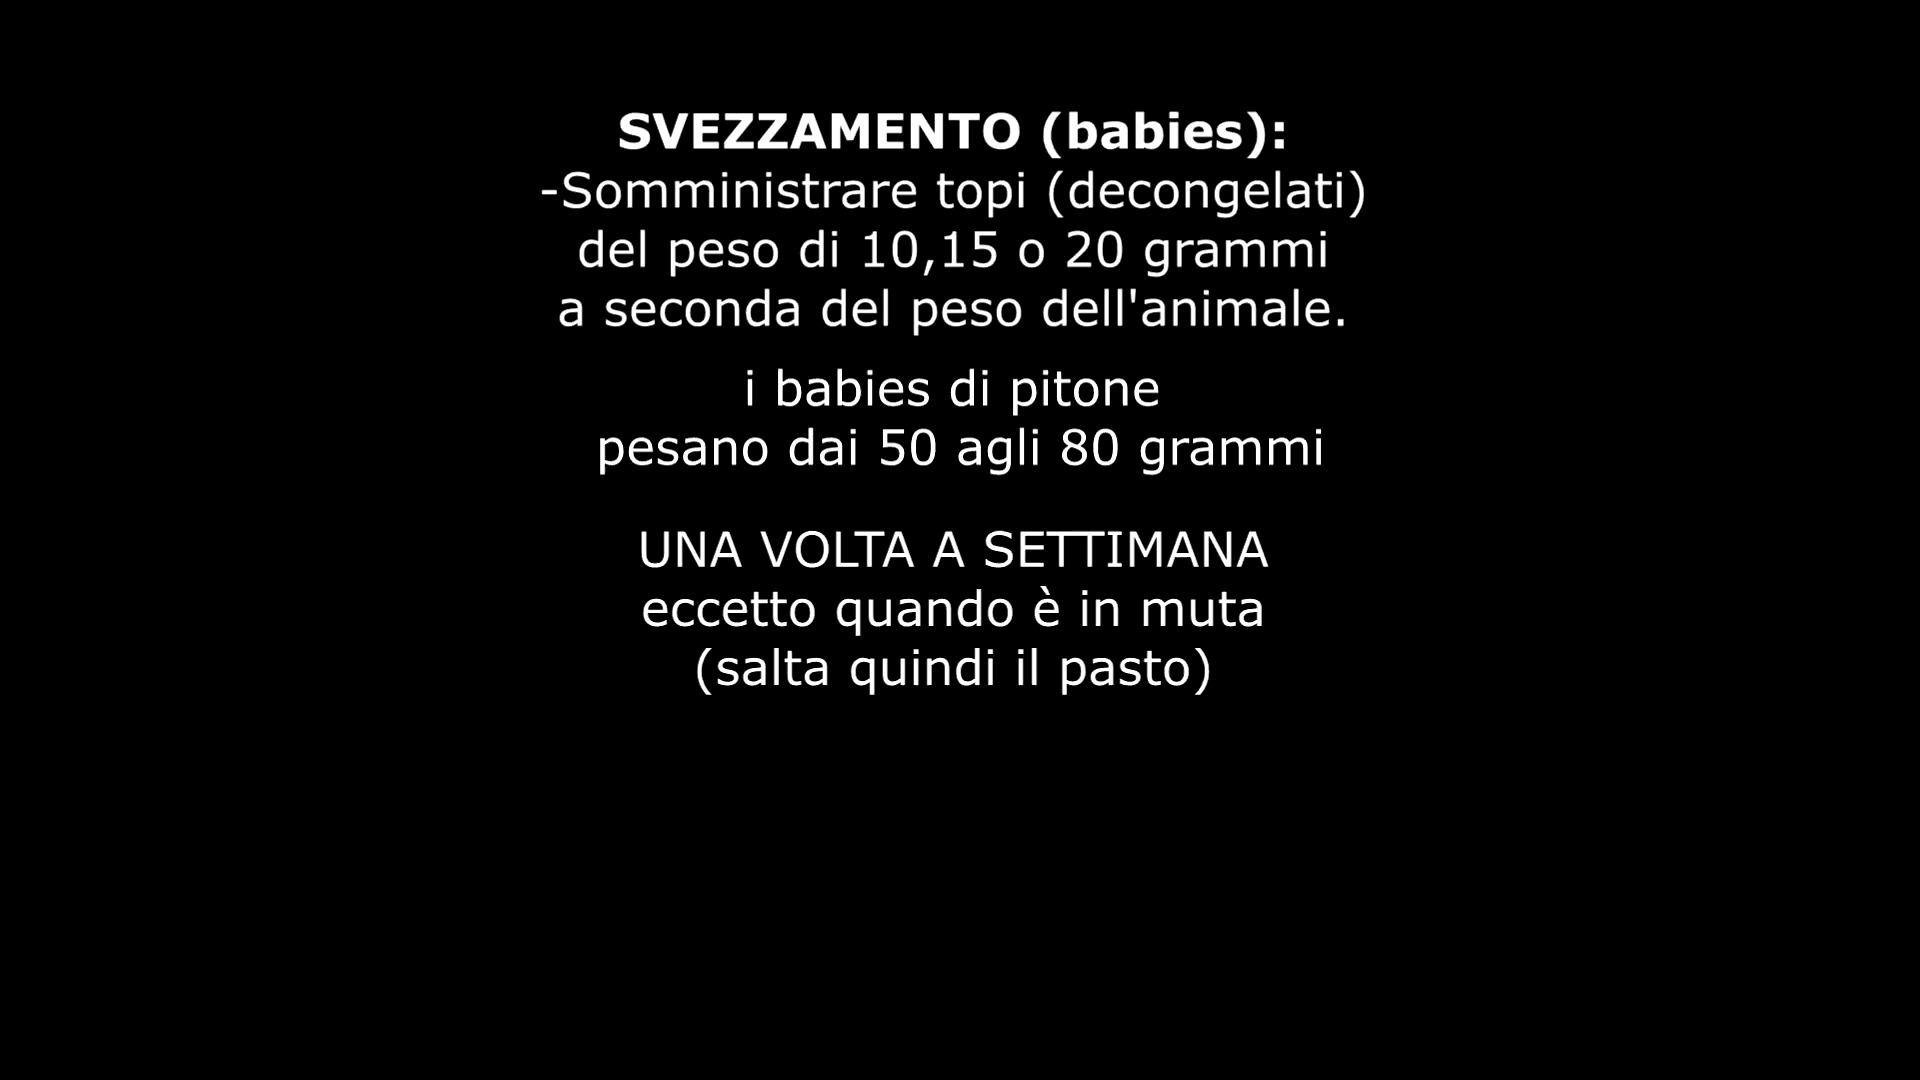 SVEZZAMENTO (babies):
-Somministrare topi (decongelati)
del peso di 10,15 o 20 grammi
a seconda del peso dell'animale.
i babies di pitone
pesano dai 50 agli 80 grammi
UNA VOLTA A SETTIMANA
eccetto quando è in muta
(salta quindi il pasto)